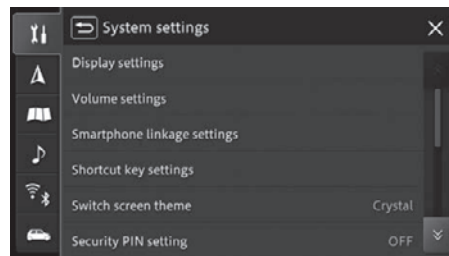 System settings
Display settings
Volume settings
Smartphone linkage settings
Shortcut key settings
Switch screen theme Crystal
Security PIN setting OFF